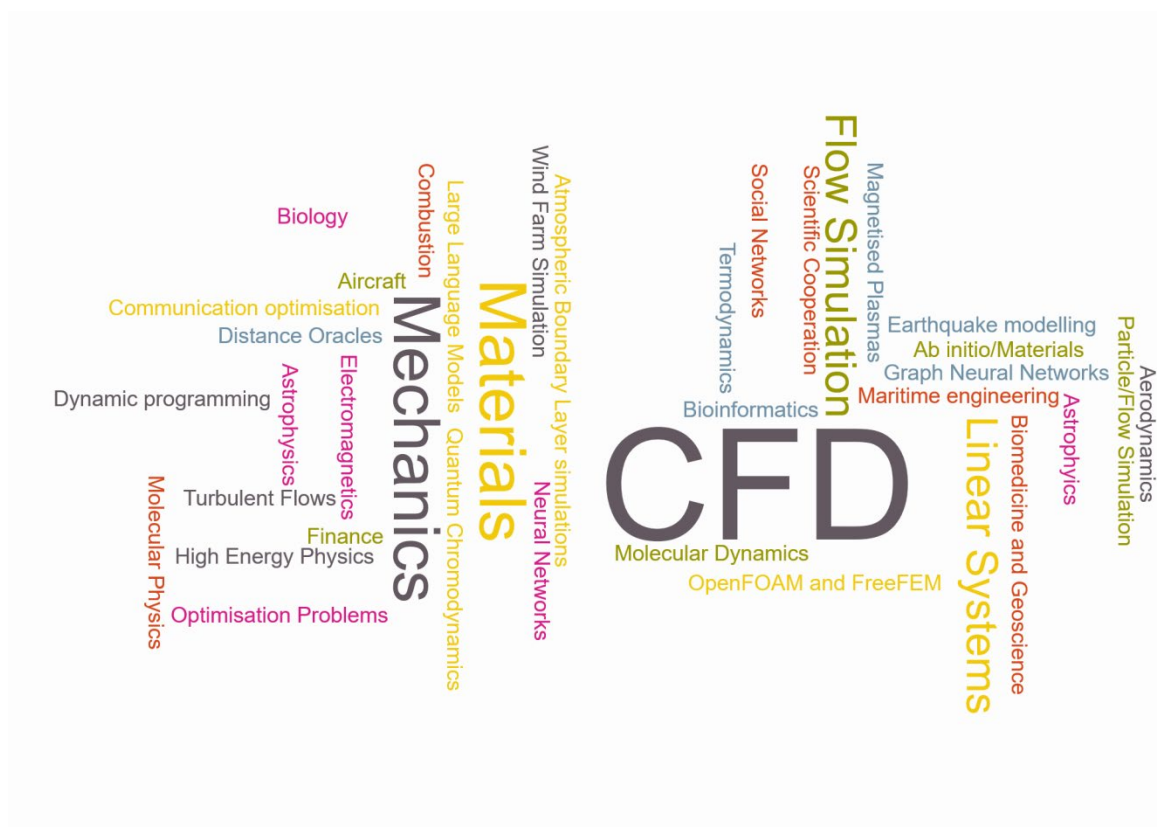 Biology
Combustion
Large Language Models
Wind Farm Simulation
Atmospheric Boundary Layer simulations
Aircraft
Communication optimisation
Distance Oracles
Mechanics
Materials
Dynamic programming
Astrophysics
Electromagnetics
Turbulent Flows
Finance
High Energy Physics
Molecular Physics
Optimisation Problems
Quantum Chromodynamics
Neural Networks
Flow Simulation
Social Networks
Scientific Cooperation
Magnetised Plasmas
Termodynamics
Bioinformatics
Earthquake modelling
Ab initio/Materials
Graph Neural Networks
Maritime engineering
CFD
Molecular Dynamics
OpenFOAM and FreeFEM
Linear Systems
Biomedicine and Geoscience
Astrophyics
Particle/Flow Simulation
Aerodynamics